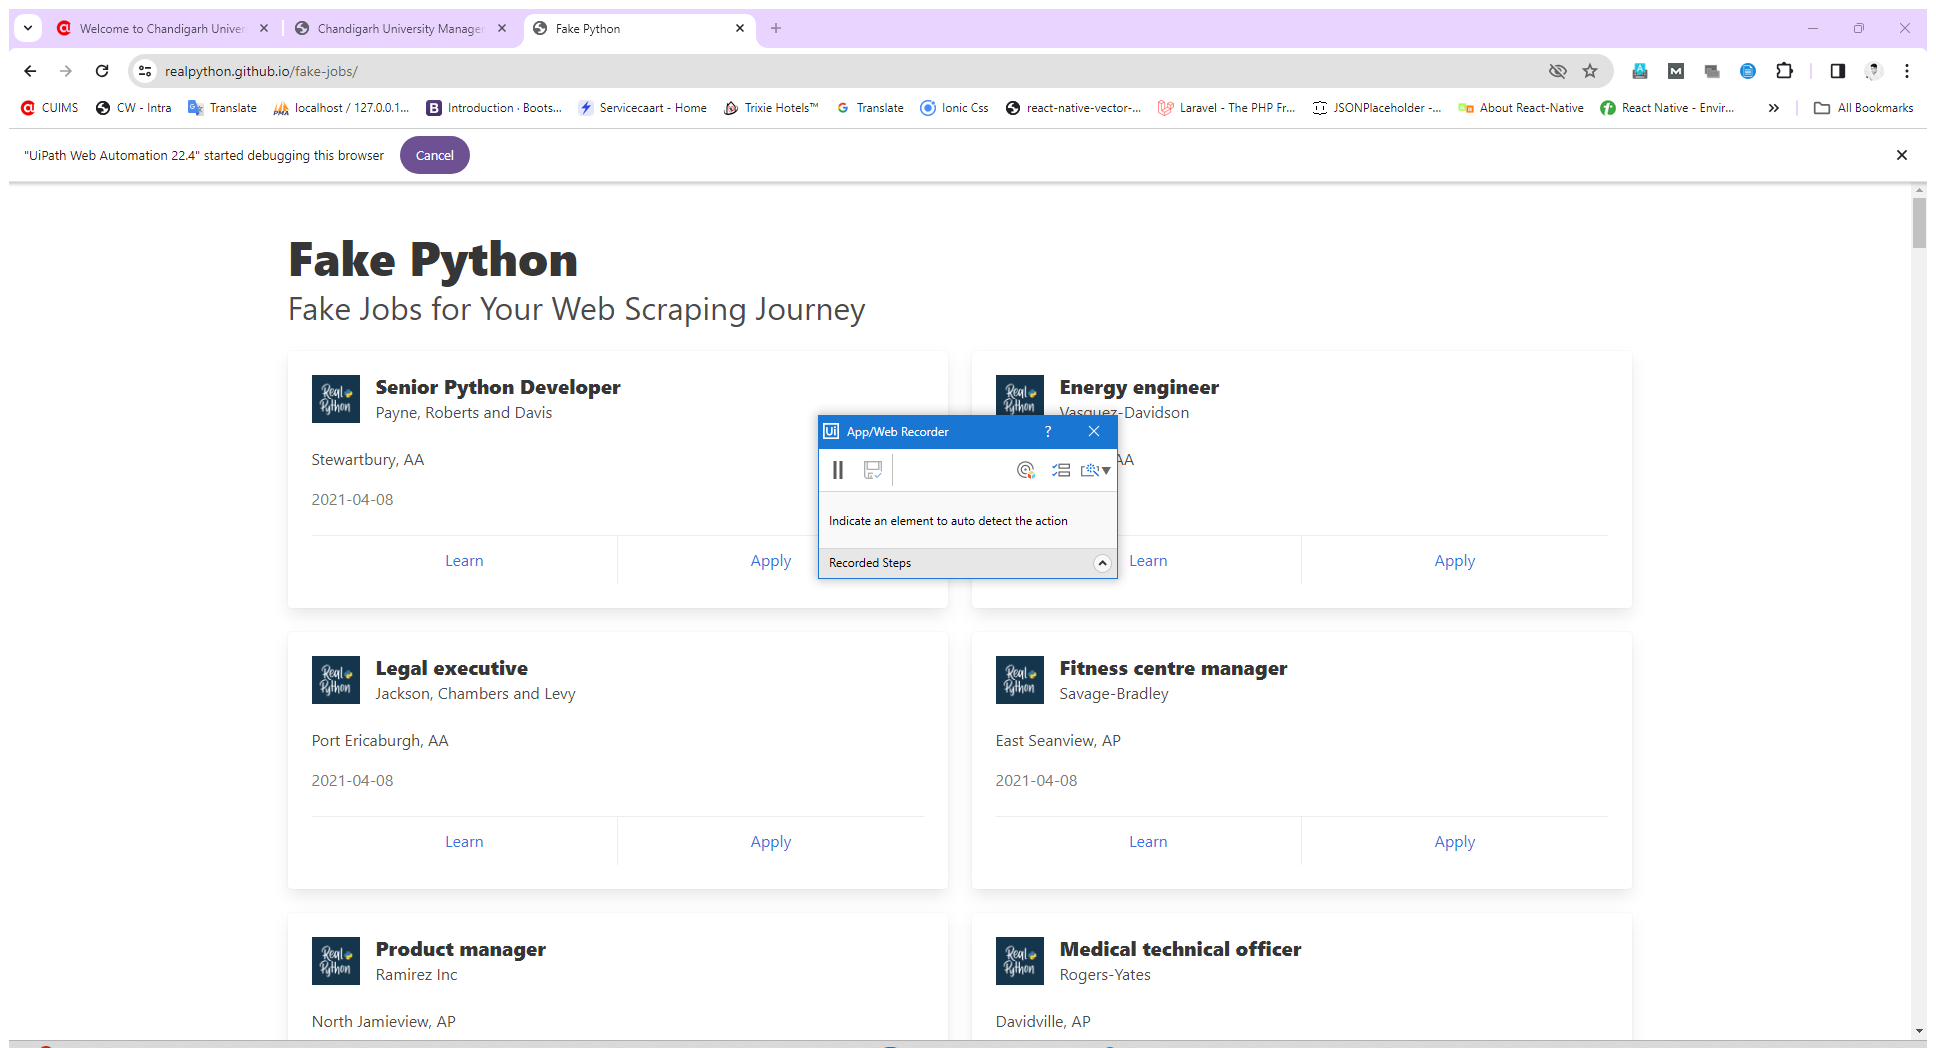 Welcome to Chandigarh Univer
Chandigarh University Manage
Fake Python
realpython.github.io/fake-jobs/
CUIMS
CW - Intra
Translate
localhost / 127.0.0.1...
Introduction · Boots...
Servicecaart - Home
Trixie Hotels™
Translate
Ionic Css
react-native-vector-...
Laravel - The PHP Fr...
JSONPlaceholder -...
About React-Native
React Native - Envir...
All Bookmarks
"UiPath Web Automation 22.4" started debugging this browser
Cancel
Fake Python
Fake Jobs for Your Web Scraping Journey
Real Python
Senior Python Developer
Payne, Roberts and Davis
Stewartbury, AA
2021-04-08
Learn
Apply
Real Python
Energy engineer
Vasquez-Davidson
AA
Learn
Apply
Ui App/Web Recorder
?
Indicate an element to auto detect the action
Recorded Steps
Real Python
Legal executive
Jackson, Chambers and Levy
Port Ericaburgh, AA
2021-04-08
Learn
Apply
Real Python
Fitness centre manager
Savage-Bradley
East Seanview, AP
2021-04-08
Learn
Apply
Real Python
Product manager
Ramirez Inc
North Jamieview, AP
Real Python
Medical technical officer
Rogers-Yates
Davidville, AP